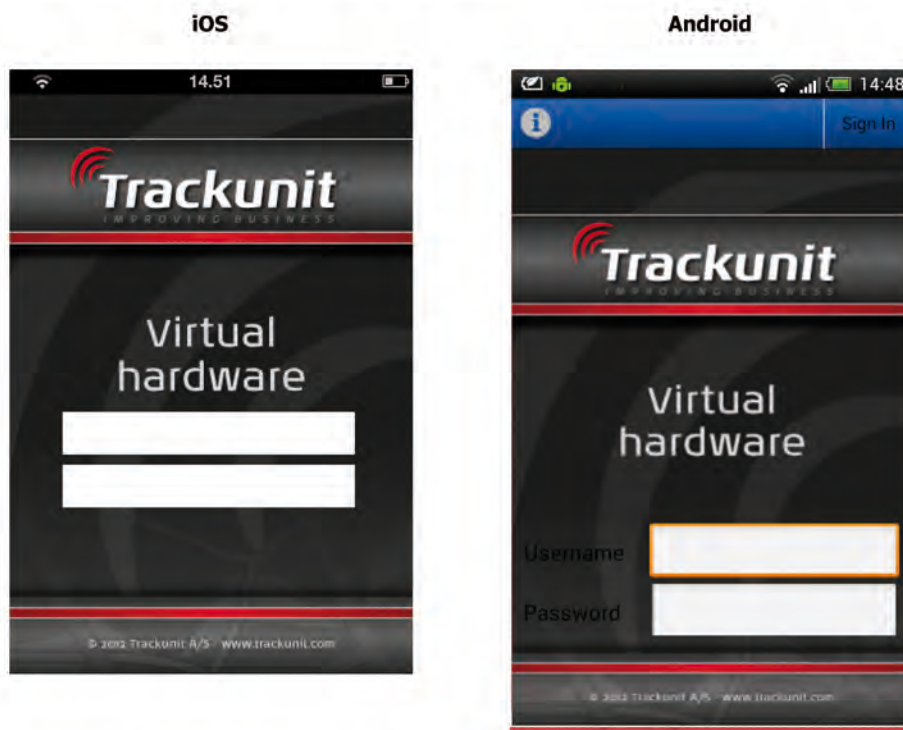 iOS
14.51
Trackunit
IMPROVING BUSINESS
Virtual
hardware
© 2012 Trackunit A/S www.trackunit.com
Android
14:48
Sign In
Trackunit
IMPROVING BUSINESS
Virtual
hardware
Username
Password
© 2012 Trackunit A/S www.trackunit.com